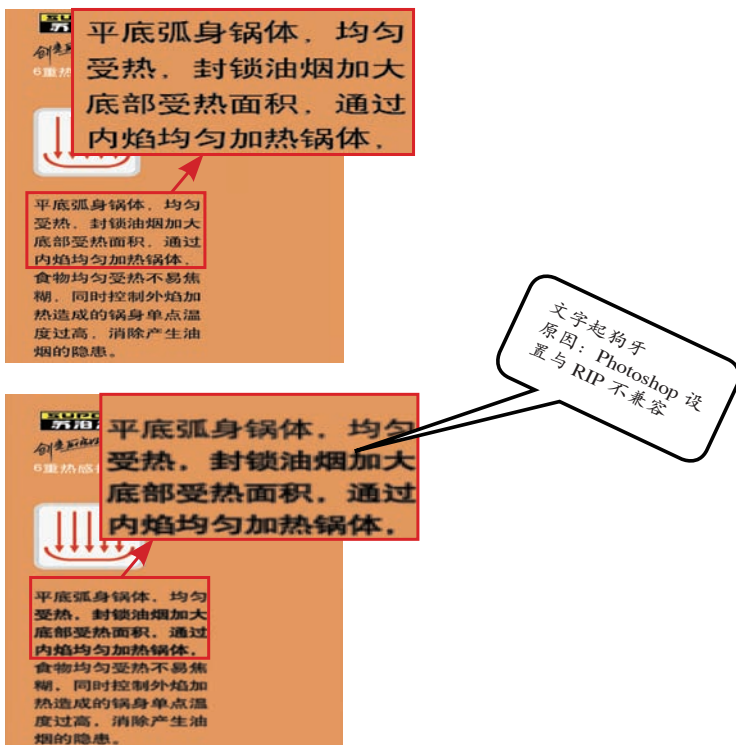 平底弧身锅体．均匀
受热．封锁油烟加大
底部受热面积．通过
内焰均匀加热锅体．
6重热
平底弧身锅体．均匀
受热．封锁油烟加大
底部受热面积．通过
内焰均匀加热锅体．
食物均匀受热不易焦
糊．同时控制外焰加
热造成的锅身单点温
度过高．消除产生油
烟的隐患。
文字起狗牙
原因：Photoshop 设
置与 RIP 不兼容
平底弧身锅体．均匀
受热．封锁油烟加大
底部受热面积．通过
内焰均匀加热锅体．
6重热感
平底弧身锅体．均匀
受热．封锁油烟加大
底部受热面积．通过
内焰均匀加热锅体．
食物均匀受热不易焦
糊．同时控制外焰加
热造成的锅身单点温
度过高．消除产生油
烟的隐患。